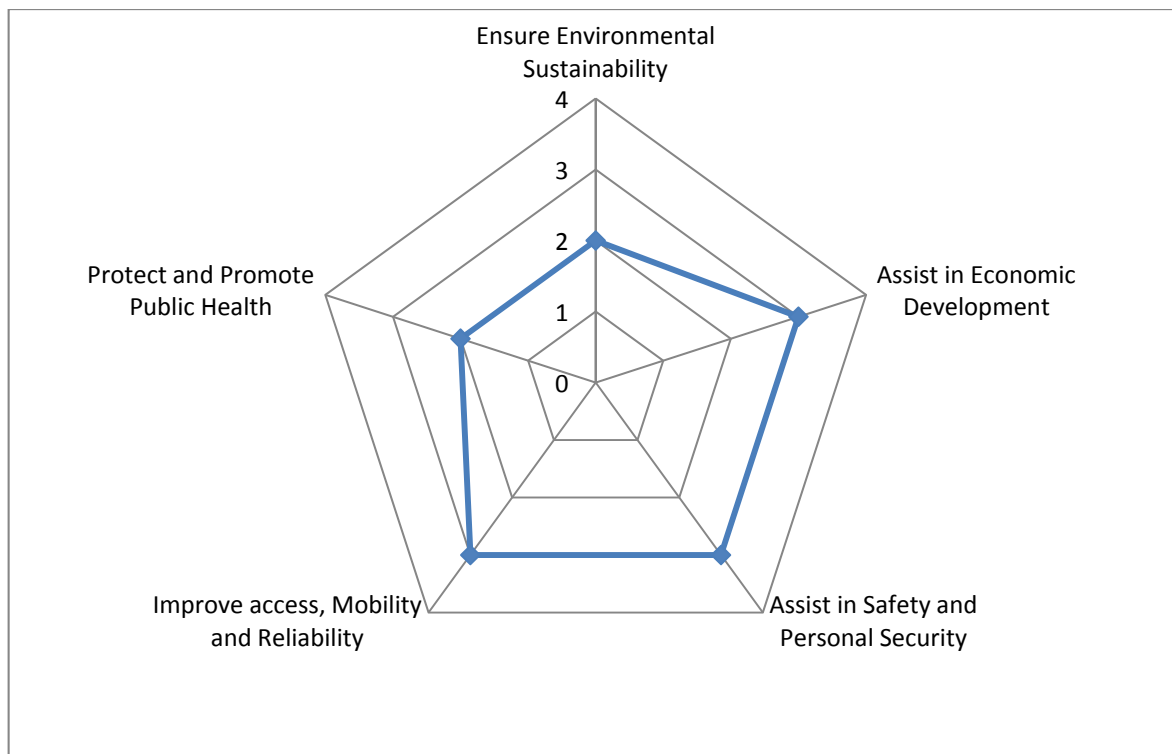 Ensure Environmental
Sustainability
4
3
2
1
0
Assist in Economic
Development
Assist in Safety and
Personal Security
Improve access, Mobility
and Reliability
Protect and Promote
Public Health